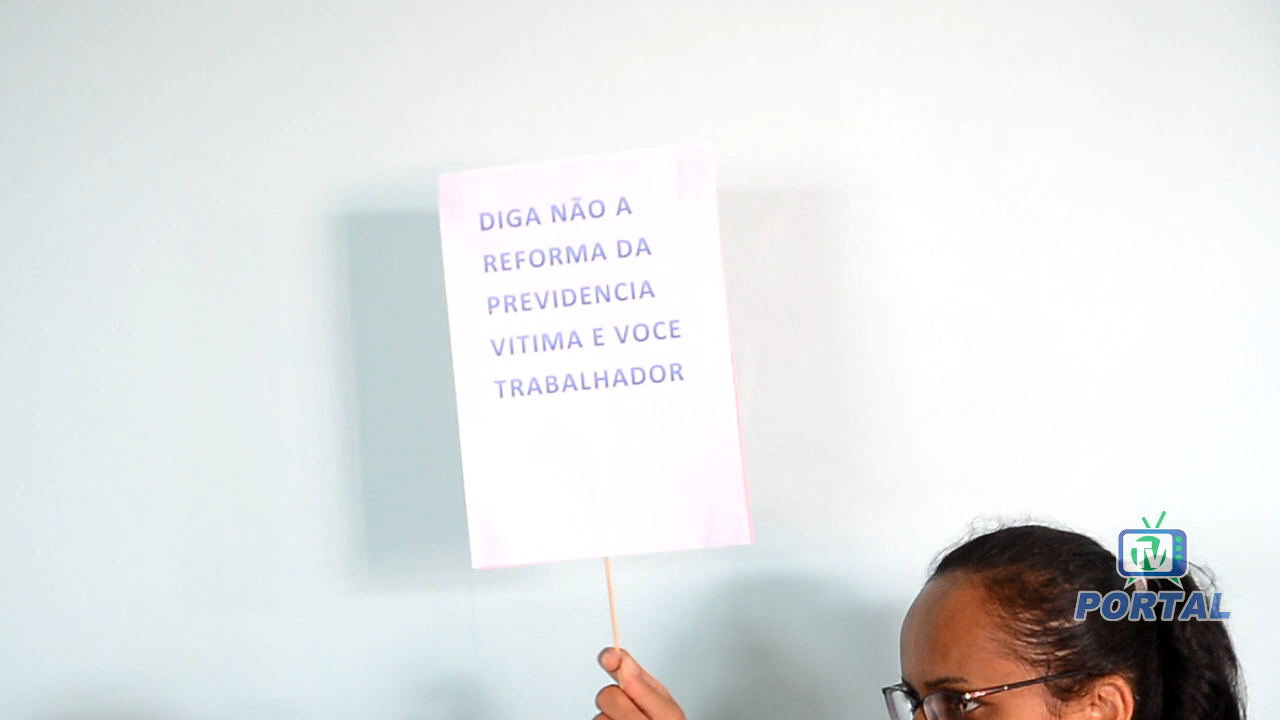 DIGA NÃO A
REFORMA DA
PREVIDENCIA
VITIMA E VOCE
TRABALHADOR
TV
PORTAL